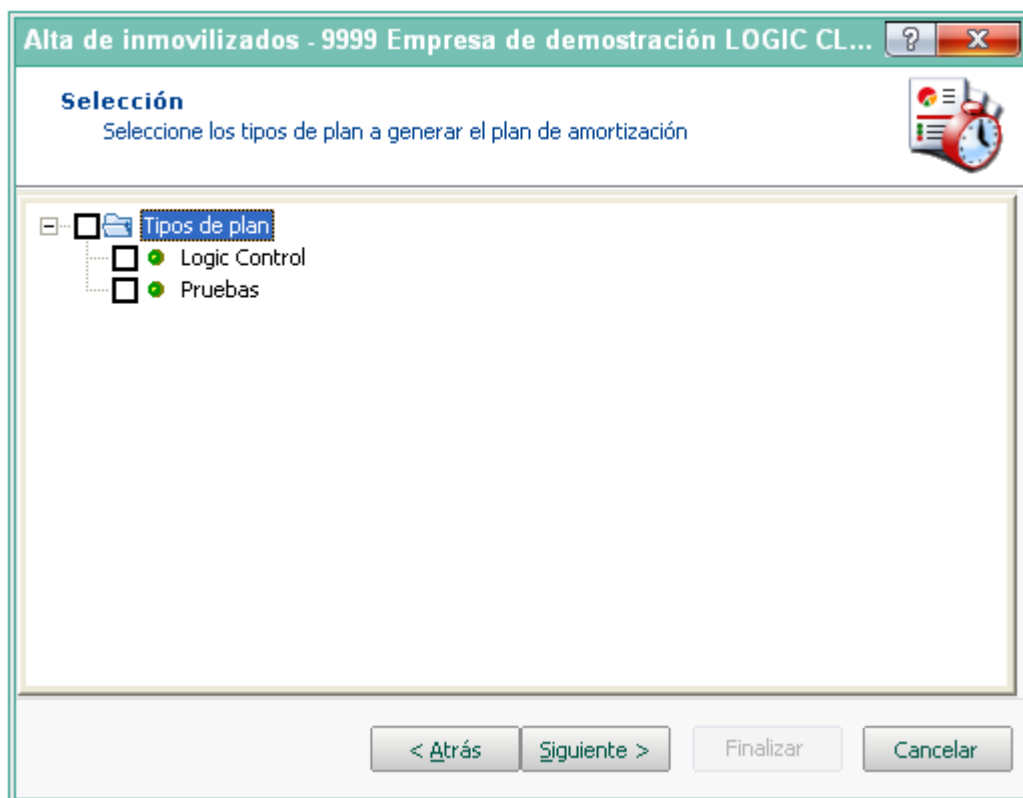 Alta de inmovilizados - 9999 Empresa de demostración LOGIC CL...
Selección
Seleccione los tipos de plan a generar el plan de amortización
Tipos de plan
Logic Control
Pruebas
< Atrás Siguiente > Finalizar Cancelar